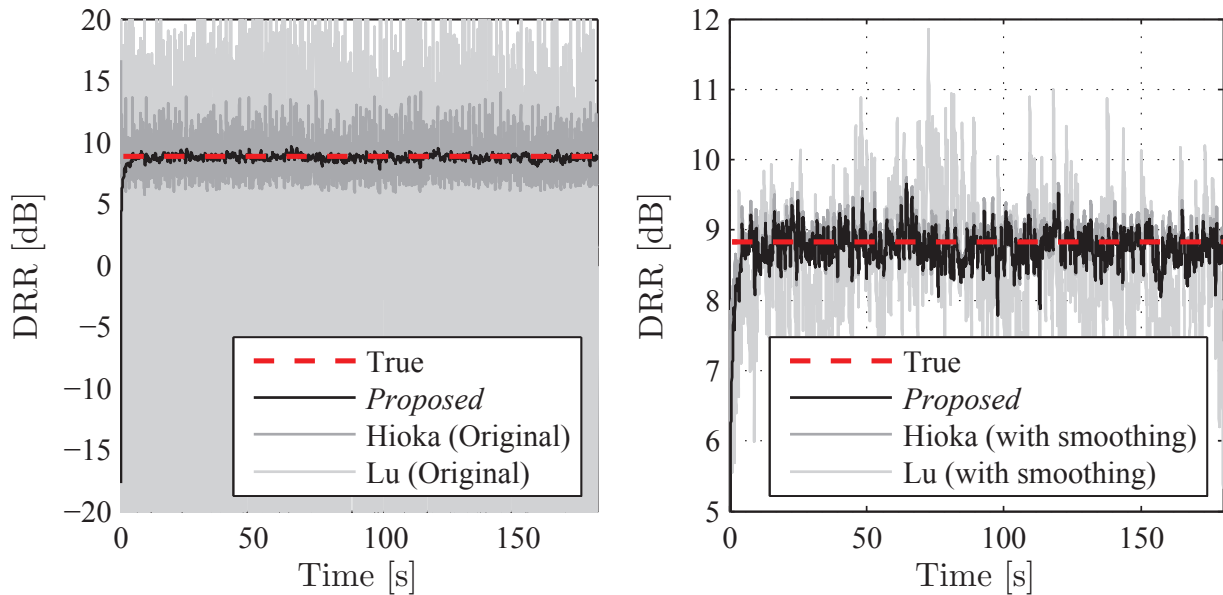 20
15
10
5
0
−5
−10
−15
−20
DRR [dB]
True
Proposed
Hioka (Original)
Lu (Original)
0
50
100
150
Time [s]
12
11
10
9
8
7
6
5
DRR [dB]
True
Proposed
Hioka (with smoothing)
Lu (with smoothing)
0
50
100
150
Time [s]